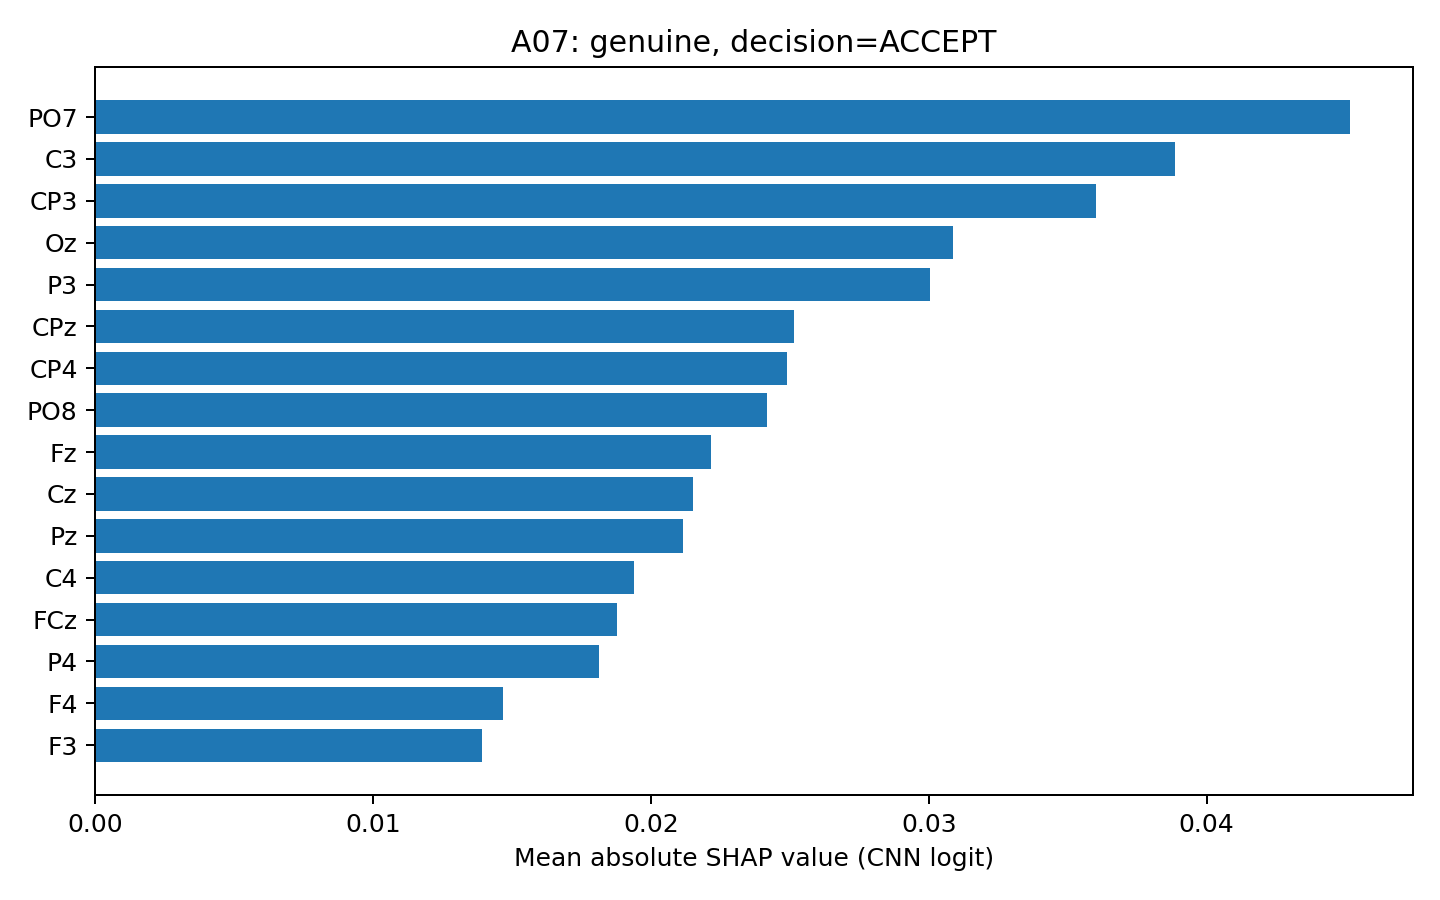 A07: genuine, decision=ACCEPT
PO7
C3
CP3
Oz
P3
CPz
CP4
PO8
Fz
Cz
Pz
C4
FCz
P4
F4
F3
0.00 0.01 0.02 0.03 0.04
Mean absolute SHAP value (CNN logit)